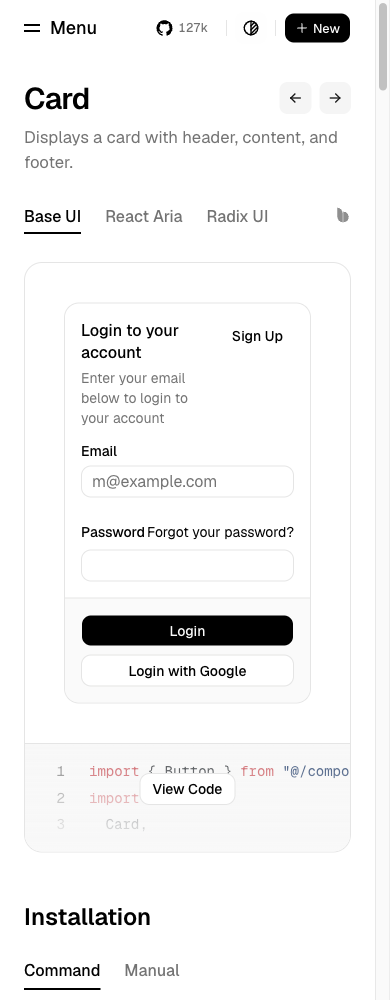 Menu
127k
New
Card
Displays a card with header, content, and
footer.
Base UI
React Aria
Radix UI
Login to your
account
Sign Up
Enter your email
below to login to
your account
Email
m@example.com
Password
Forgot your password?
Login
Login with Google
1 import { Button } from "@/compo
2 import
3 Card,
View Code
Installation
Command
Manual